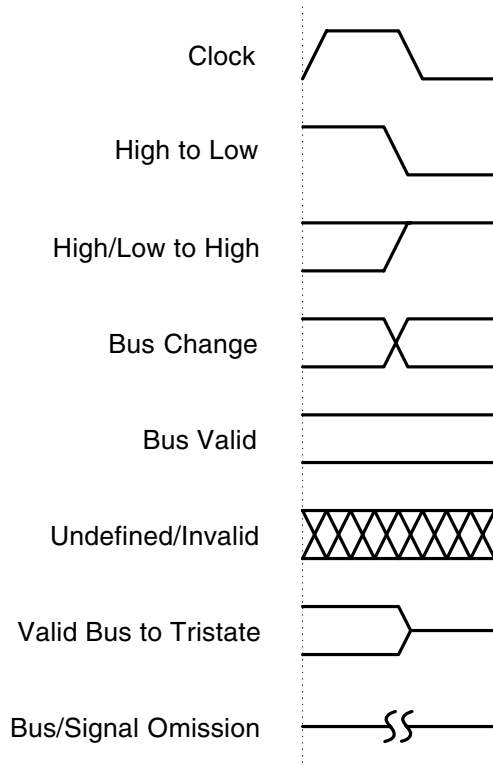 Clock
High to Low
High/Low to High
Bus Change
Bus Valid
Undefined/Invalid
Valid Bus to Tristate
Bus/Signal Omission